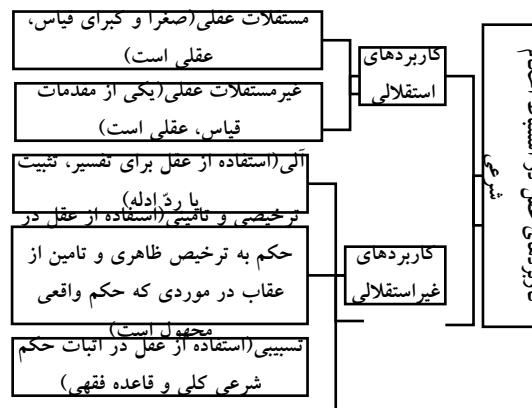 کاربردهای عقل در استنباط احکام
شرعی
کاربردهای
استقلالی
مستقلات عقلی(صغرا و کبرای قیاس،
عقلی است)
غیرمستقلات عقلی(یکی از مقدمات
قیاس، عقلی است)
کاربردهای
غیراستقلالی
آلی(استفاده از عقل برای تفسیر، تثبیت
یا ردّ ادله)
ترخیصی و تامینی(استفاده از عقل در
حکم به ترخیص ظاهری و تامین از
عقاب در موردی که حکم واقعی
مجهول است)
تسبیبی(استفاده از عقل در اثبات حکم
شرعی کلی و قاعده فقهی)